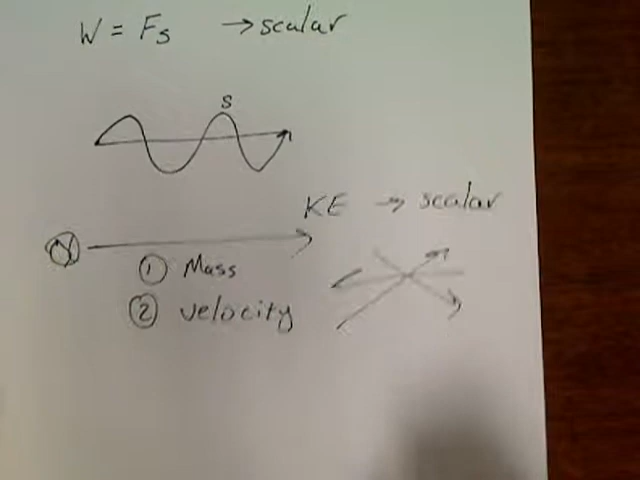 W = Fs → scalar
s
KE → scalar
① Mass
② velocity